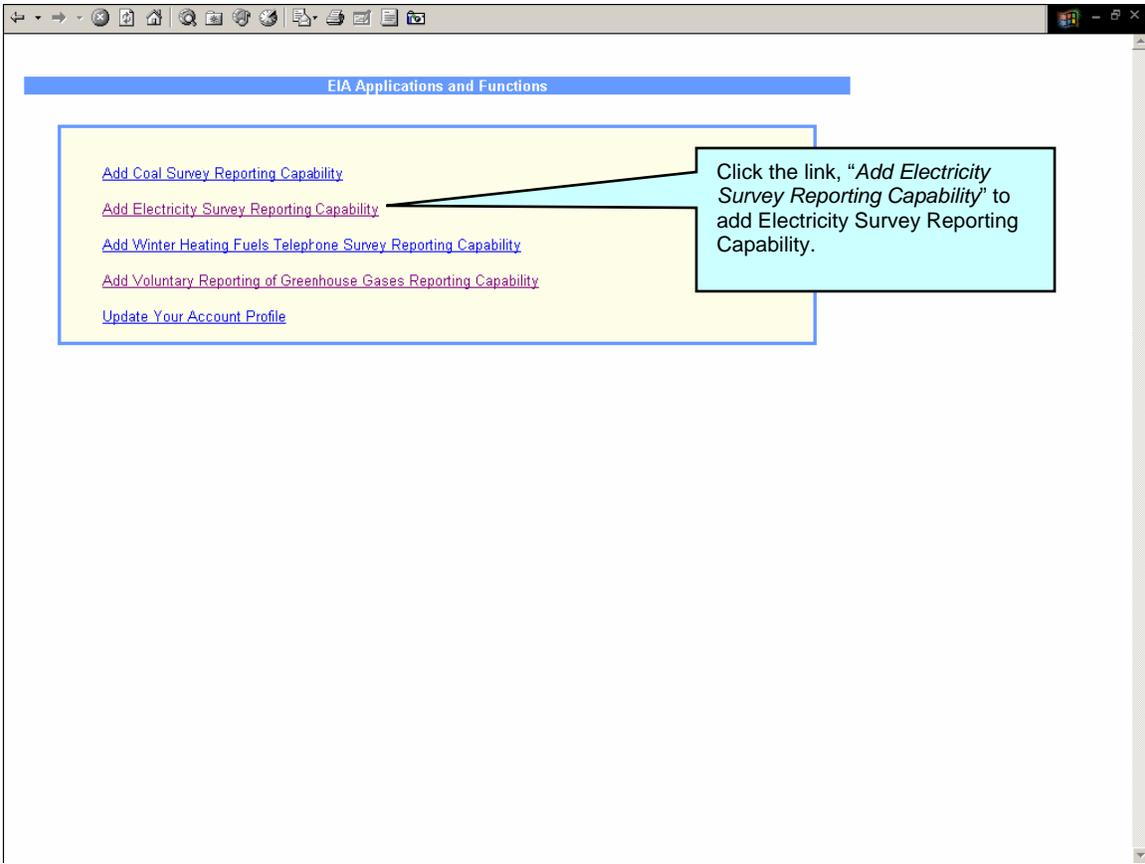 EIA Applications and Functions
Add Coal Survey Reporting Capability
Add Electricity Survey Reporting Capability
Add Winter Heating Fuels Telephone Survey Reporting Capability
Add Voluntary Reporting of Greenhouse Gases Reporting Capability
Update Your Account Profile
Click the link, “Add Electricity
Survey Reporting Capability” to
add Electricity Survey Reporting
Capability.